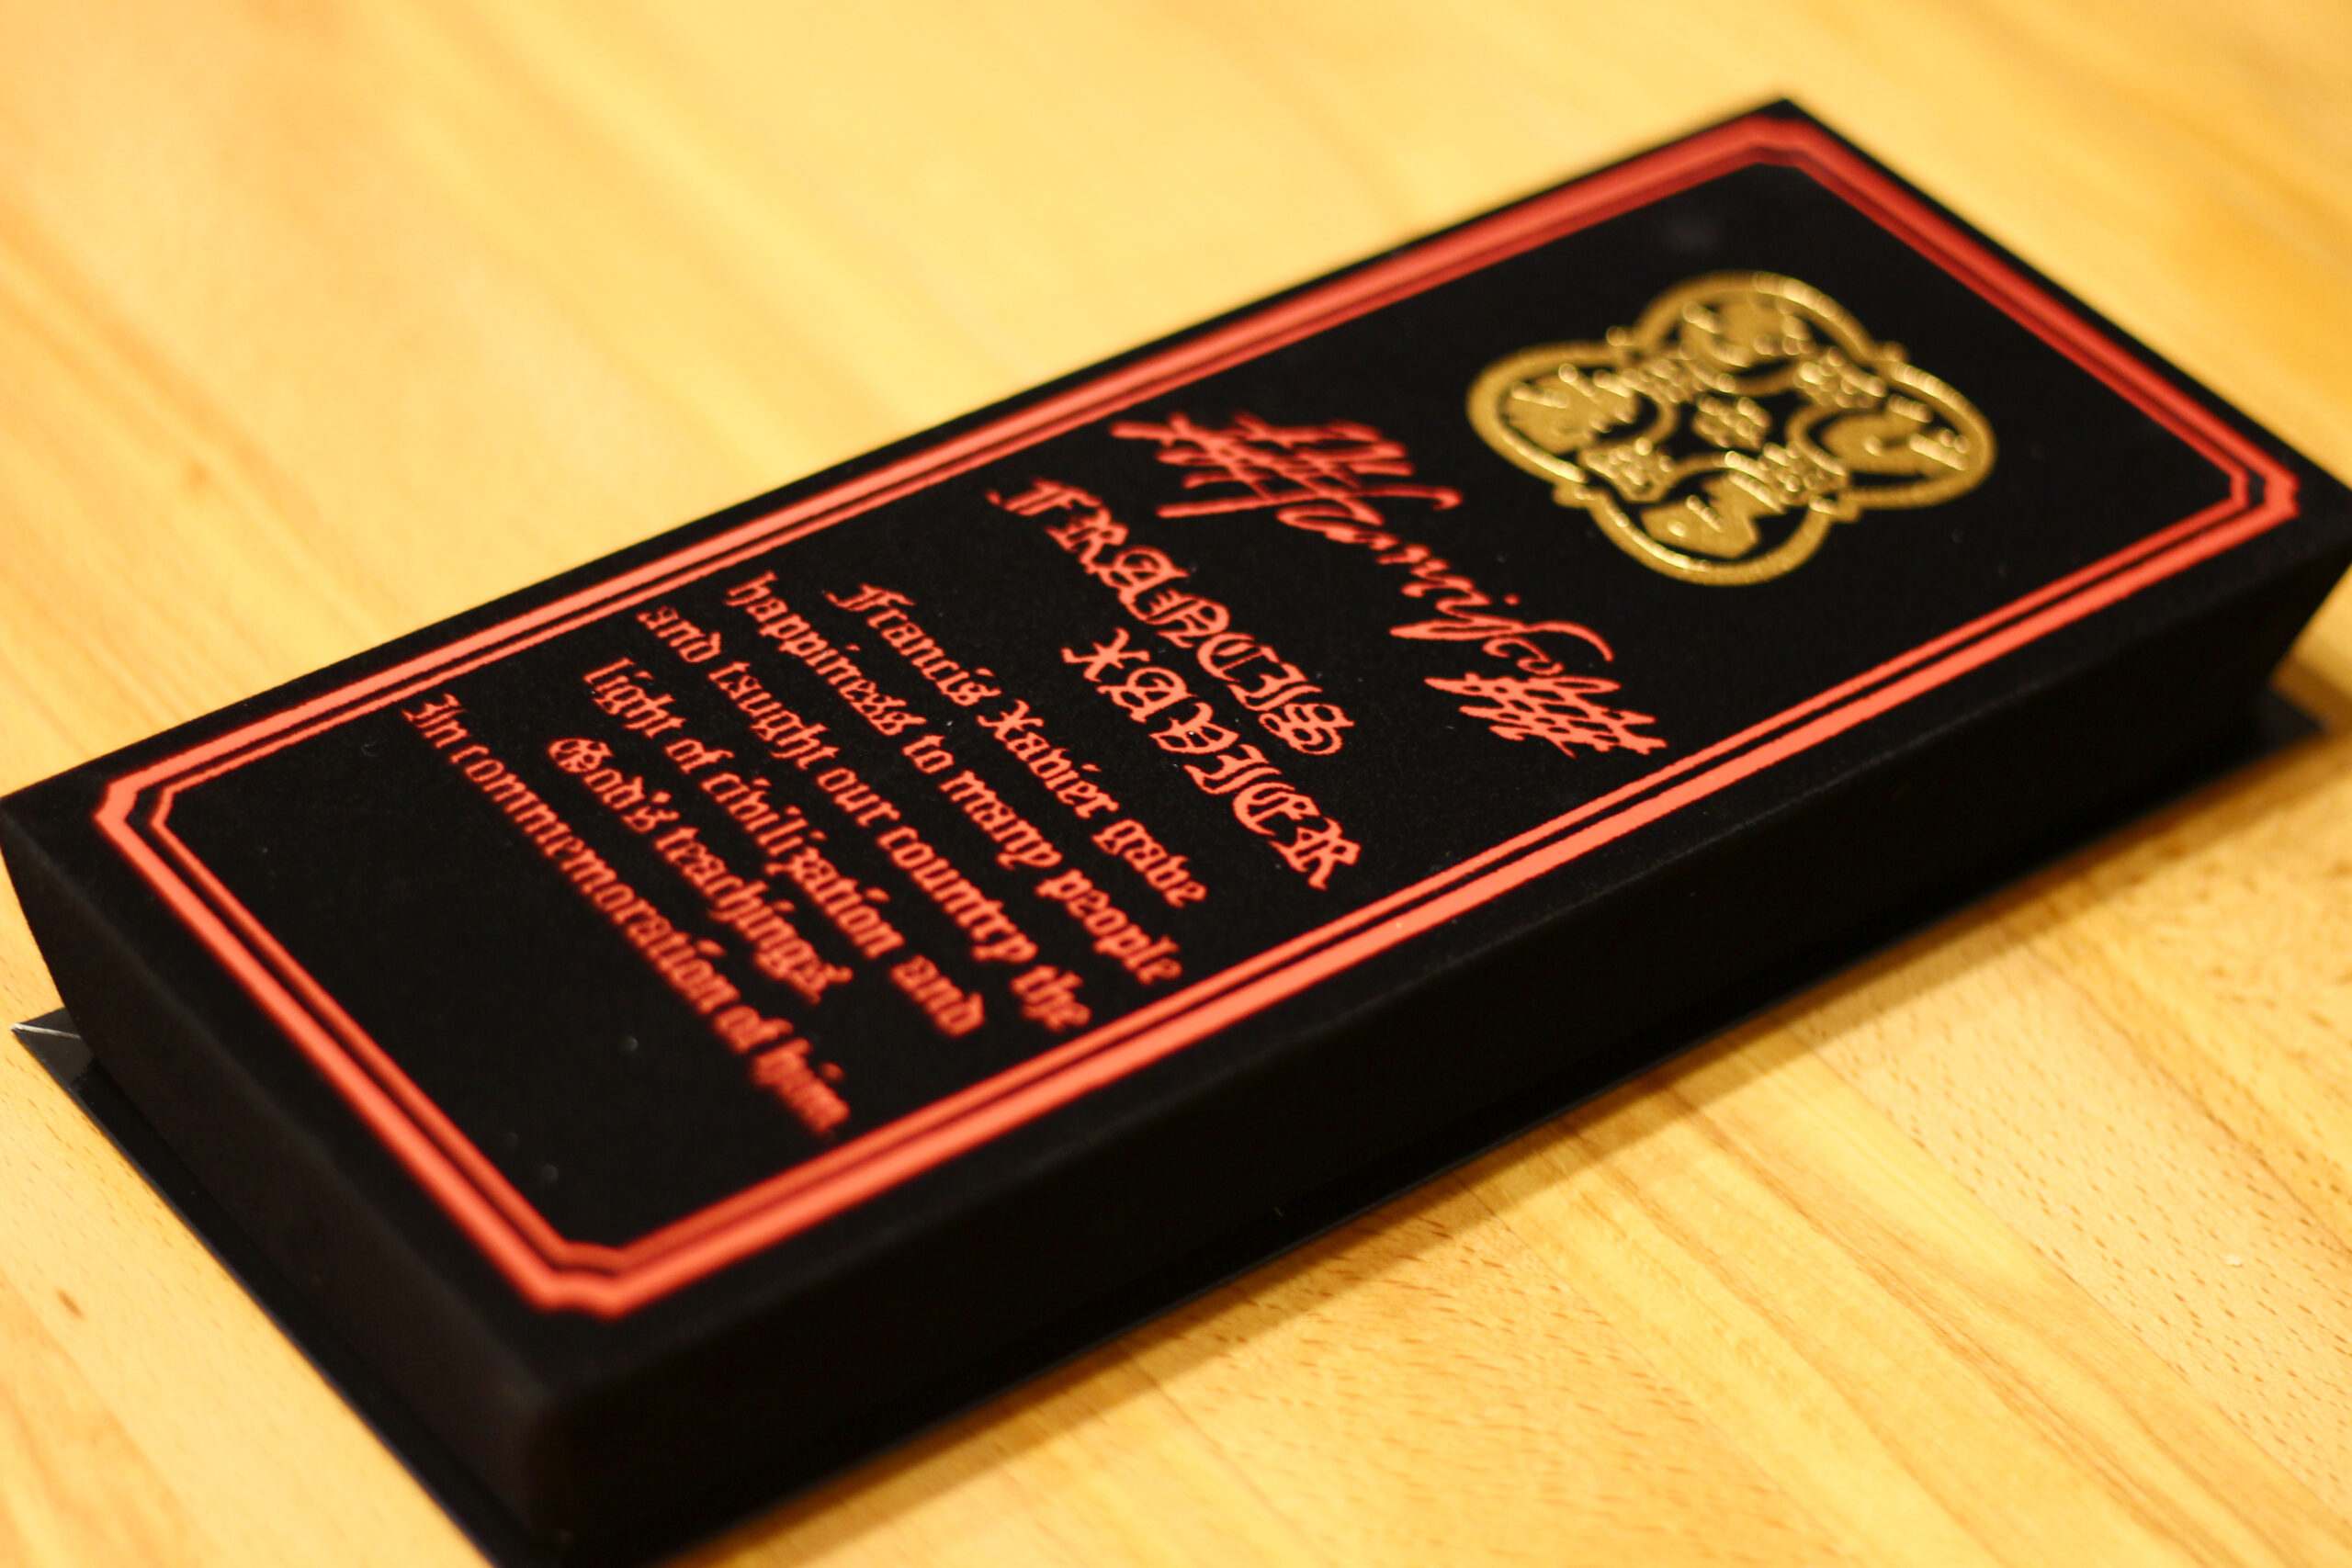 FRANCIS
XAVIER
Francis Xavier gave
happiness to many people
and taught our country the
light of civilization and
God's teachings.
In commemoration of him.